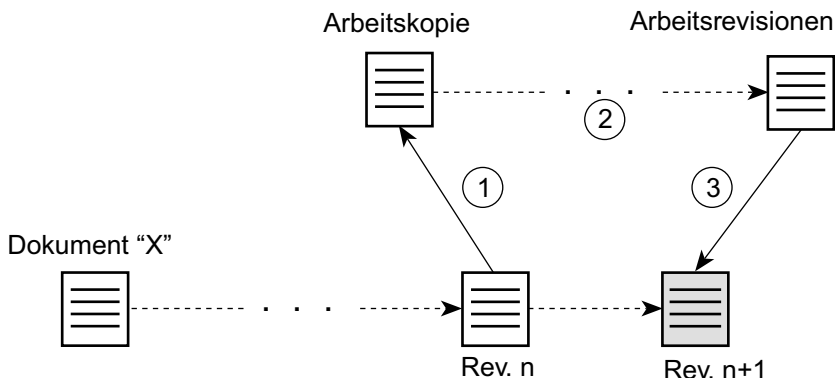 Arbeitskopie
Arbeitsrevisionen
. . .
2
1
3
Dokument “X”
. . .
Rev. n
Rev. n+1